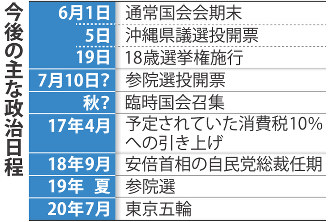 今後の主な政治日程
6月1日 通常国会会期末
5日 沖縄県議選投開票
19日 18歳選挙権施行
7月10日? 参院選投開票
秋? 臨時国会召集
17年4月 予定されていた消費税10%
への引き上げ
18年9月 安倍首相の自民党総裁任期
19年 夏 参院選
20年7月 東京五輪